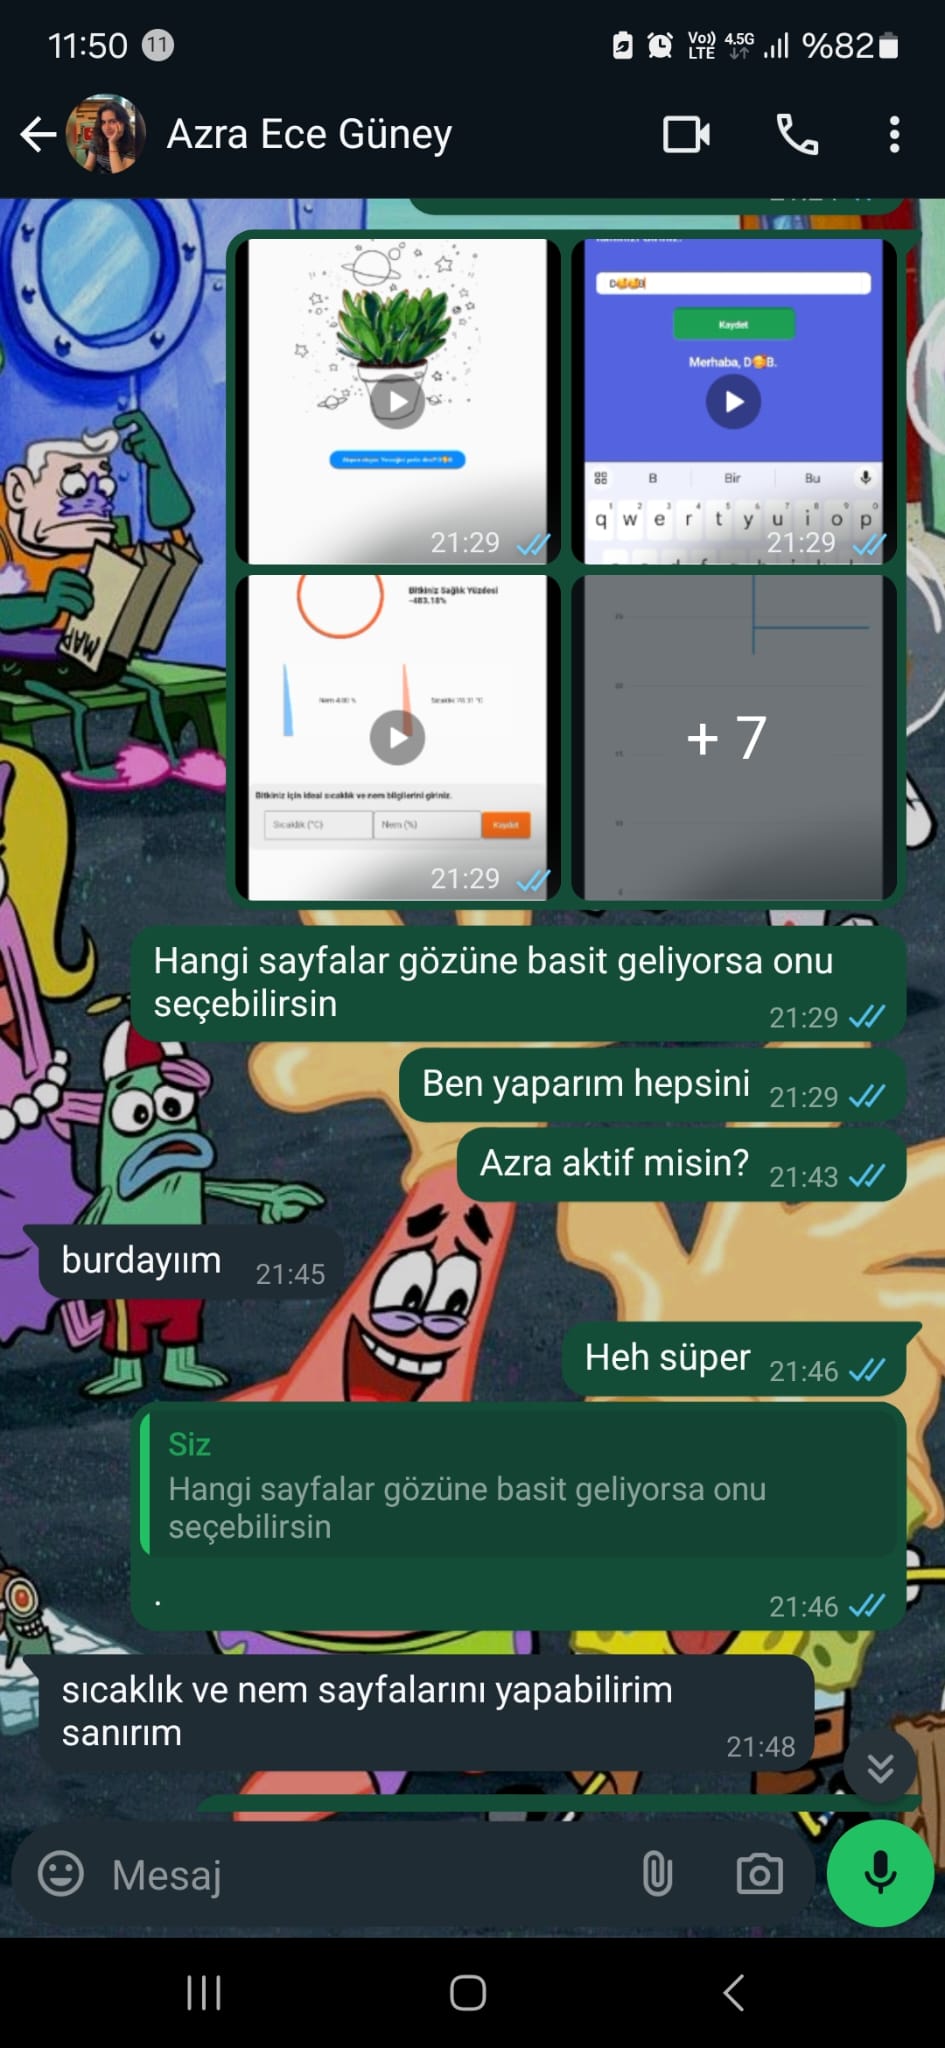 11:50 11 Vo)) LTE 4.5G %82
Azra Ece Güney
D🥰🥰B
Kaydet
Merhaba, D🥰B.
B Bir Bu
q w e r t y u i o p
21:29
21:29
Bitkiniz Sağlık Yüzdesi
-483.18%
Bitkiniz için ideal sıcaklık ve nem bilgilerini giriniz.
Sıcaklık (°C) Nem (%) Kaydet
21:29
+ 7
MAP
Hangi sayfalar gözüne basit geliyorsa onu
seçebilirsin
21:29
Ben yaparım hepsini 21:29
Azra aktif misin? 21:43
burdayıım 21:45
Heh süper 21:46
Siz
Hangi sayfalar gözüne basit geliyorsa onu
seçebilirsin
. 21:46
sıcaklık ve nem sayfalarını yapabilirim
sanırım
21:48
Mesaj